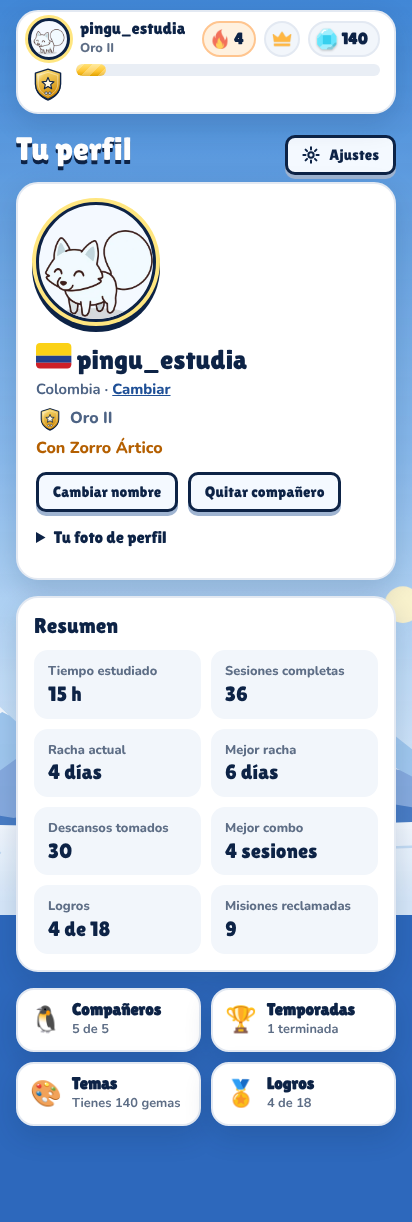 pingu_estudia
Oro II
4
140
Tu perfil
Ajustes
pingu_estudia
Colombia · Cambiar
Oro II
Con Zorro Ártico
Cambiar nombre
Quitar compañero
Tu foto de perfil
Resumen
Tiempo estudiado
15 h
Sesiones completas
36
Racha actual
4 días
Mejor racha
6 días
Descansos tomados
30
Mejor combo
4 sesiones
Logros
4 de 18
Misiones reclamadas
9
Compañeros
5 de 5
Temporadas
1 terminada
Temas
Tienes 140 gemas
Logros
4 de 18